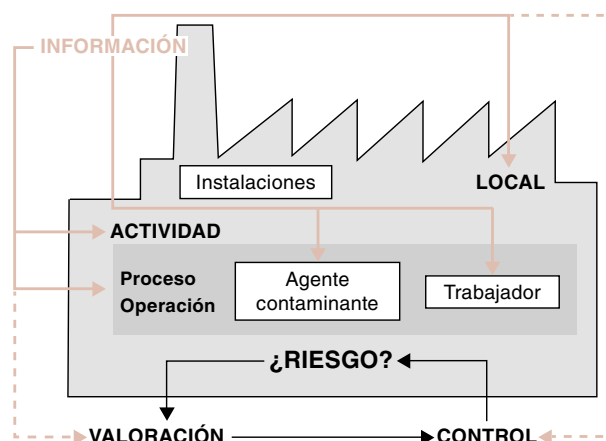 INFORMACIÓN
Instalaciones
LOCAL
ACTIVIDAD
Proceso
Operación
Agente
contaminante
Trabajador
¿RIESGO?
VALORACIÓN
CONTROL